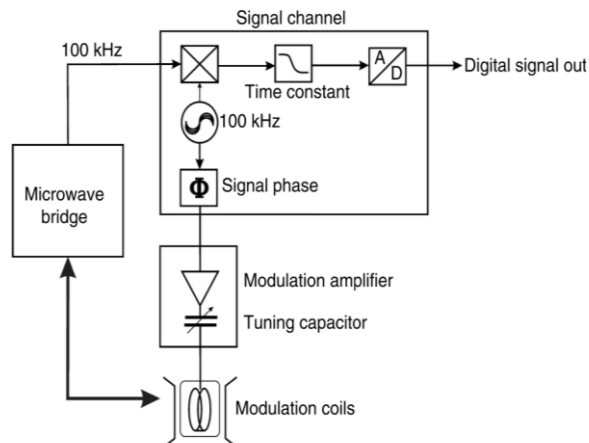 Signal channel
100 kHz
A
D
Digital signal out
Time constant
100 kHz
Φ
Signal phase
Microwave
bridge
Modulation amplifier
Tuning capacitor
Modulation coils